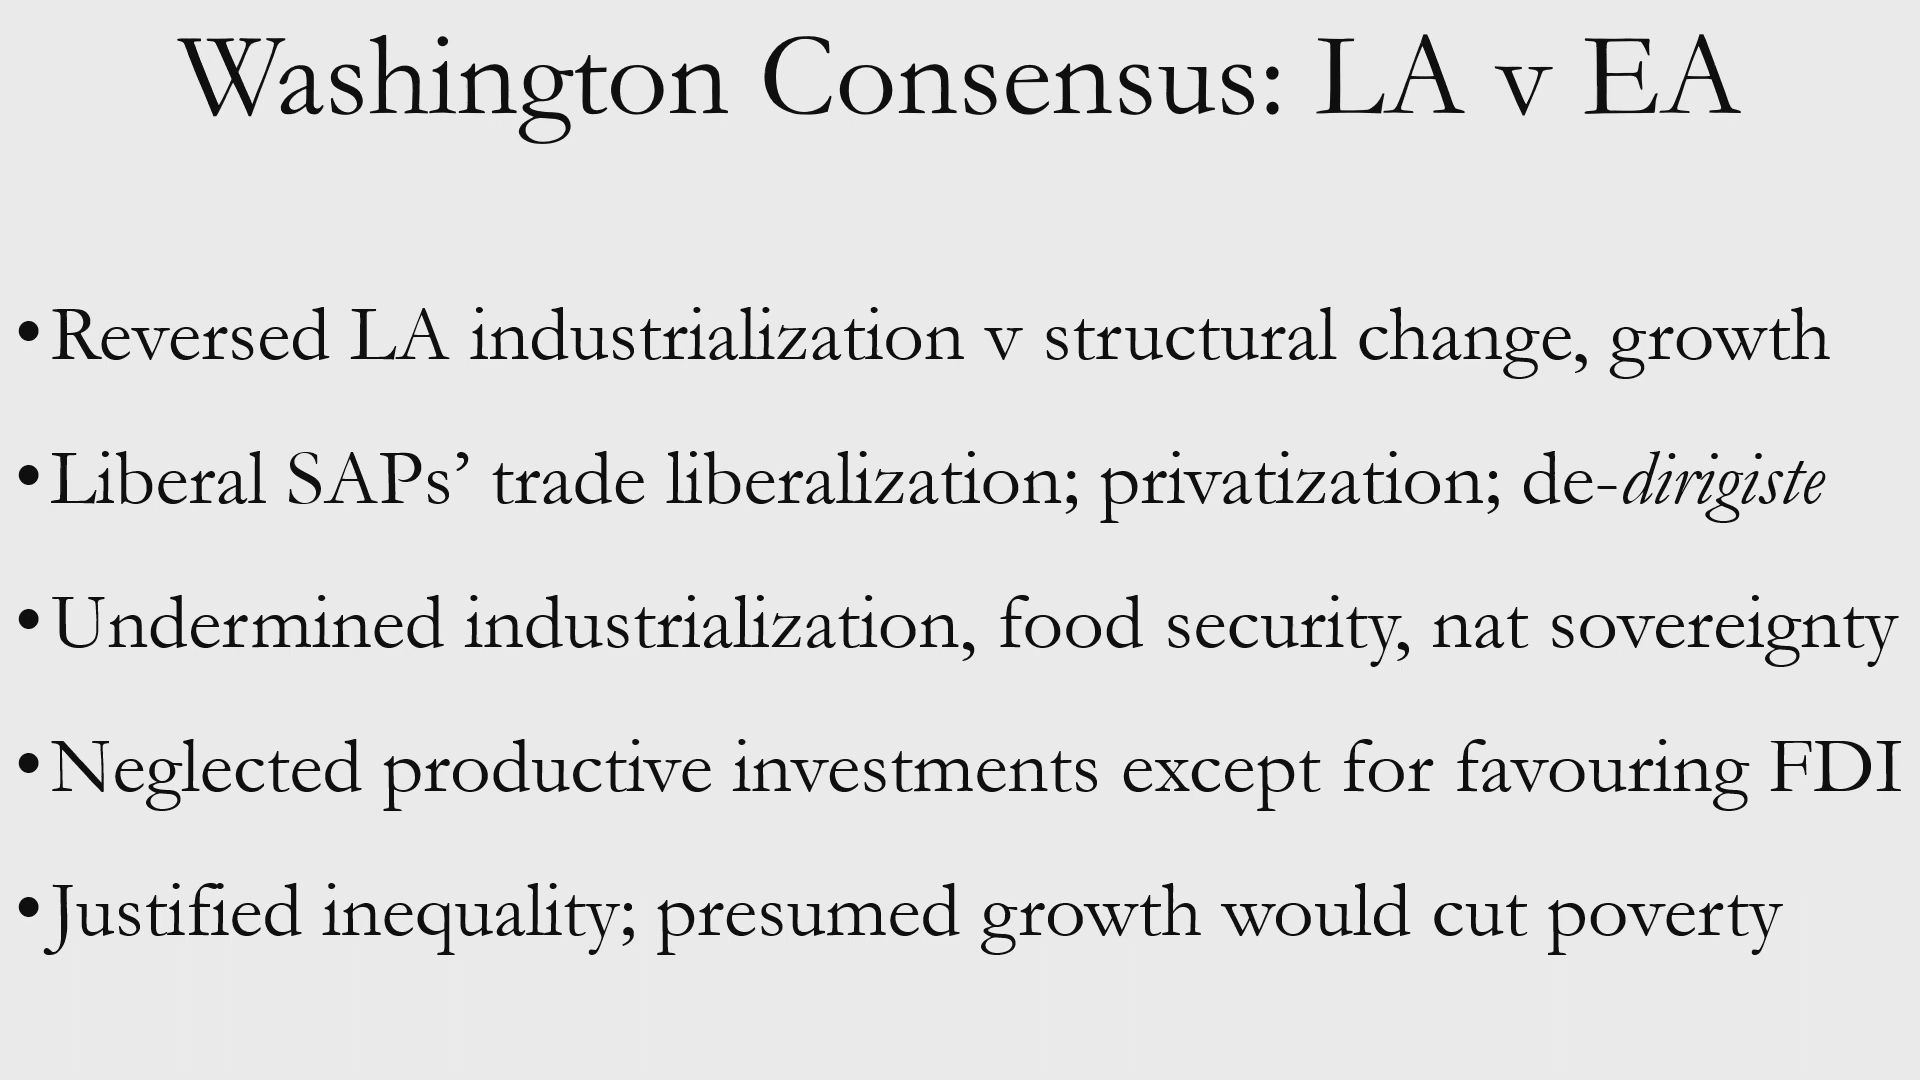 Washington Consensus: LA v EA
•Reversed LA industrialization v structural change, growth
•Liberal SAPs’ trade liberalization; privatization; de-dirigiste
•Undermined industrialization, food security, nat sovereignty
•Neglected productive investments except for favouring FDI
•Justified inequality; presumed growth would cut poverty